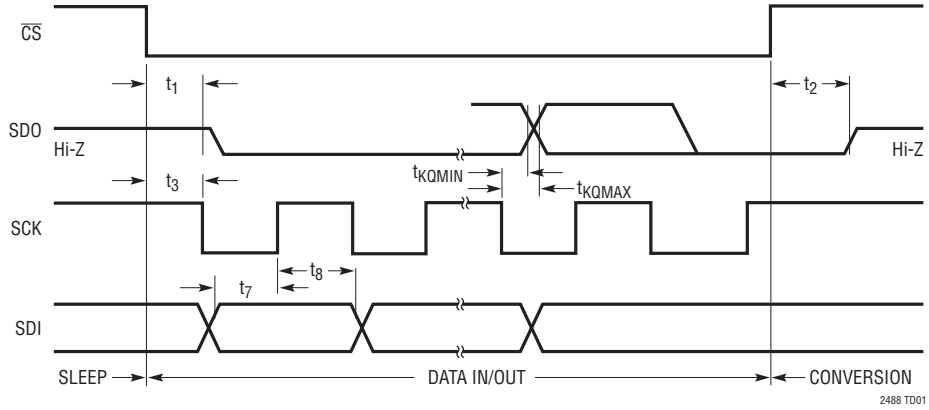 CS
t1
t2
SDO
Hi-Z
Hi-Z
tKQMIN
tKQMAX
t3
SCK
t8
t7
SDI
SLEEP
DATA IN/OUT
CONVERSION
2488 TD01